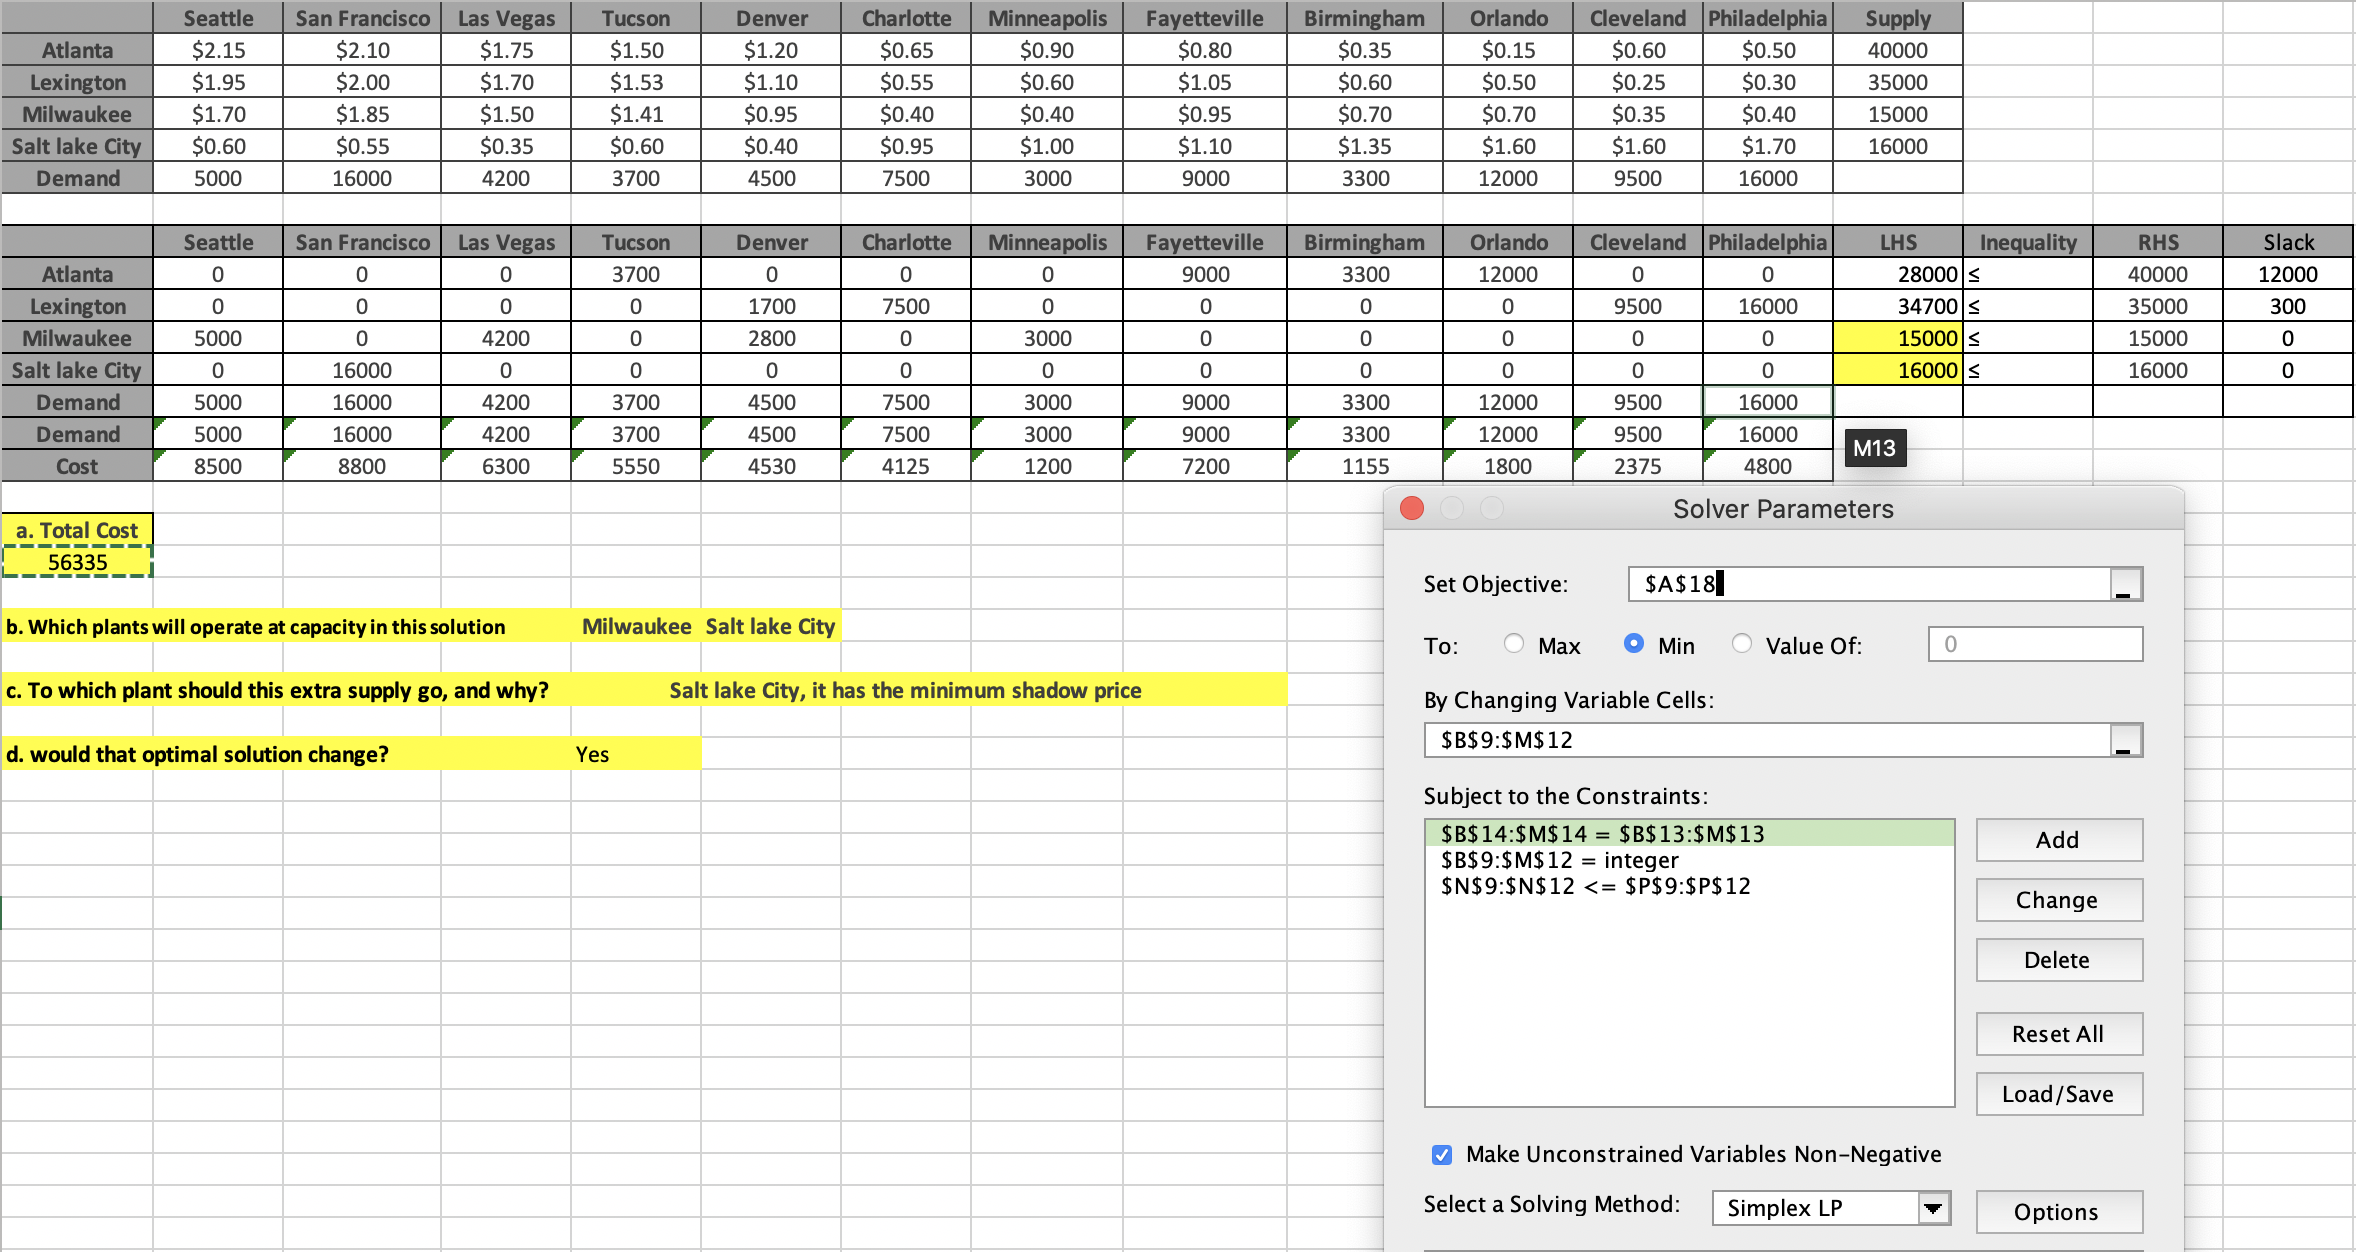 Seattle San Francisco Las Vegas Tucson Denver Charlotte Minneapolis Fayetteville Birmingham Orlando Cleveland Philadelphia Supply
Atlanta $2.15 $2.10 $1.75 $1.50 $1.20 $0.65 $0.90 $0.80 $0.35 $0.15 $0.60 $0.50 40000
Lexington $1.95 $2.00 $1.70 $1.53 $1.10 $0.55 $0.60 $1.05 $0.60 $0.50 $0.25 $0.30 35000
Milwaukee $1.70 $1.85 $1.50 $1.41 $0.95 $0.40 $0.40 $0.95 $0.70 $0.70 $0.35 $0.40 15000
Salt lake City $0.60 $0.55 $0.35 $0.60 $0.40 $0.95 $1.00 $1.10 $1.35 $1.60 $1.60 $1.70 16000
Demand 5000 16000 4200 3700 4500 7500 3000 9000 3300 12000 9500 16000
Seattle San Francisco Las Vegas Tucson Denver Charlotte Minneapolis Fayetteville Birmingham Orlando Cleveland Philadelphia LHS Inequality RHS Slack
Atlanta 0 0 0 3700 0 0 0 9000 3300 12000 0 0 28000 ≤ 40000 12000
Lexington 0 0 0 0 1700 7500 0 0 0 0 9500 16000 34700 ≤ 35000 300
Milwaukee 5000 0 4200 0 2800 0 3000 0 0 0 0 0 15000 ≤ 15000 0
Salt lake City 0 16000 0 0 0 0 0 0 0 0 0 0 16000 ≤ 16000 0
Demand 5000 16000 4200 3700 4500 7500 3000 9000 3300 12000 9500 16000
Demand 5000 16000 4200 3700 4500 7500 3000 9000 3300 12000 9500 16000
M13
Cost 8500 8800 6300 5550 4530 4125 1200 7200 1155 1800 2375 4800
a. Total Cost
56335
b. Which plants will operate at capacity in this solution Milwaukee Salt lake City
c. To which plant should this extra supply go, and why? Salt lake City, it has the minimum shadow price
d. would that optimal solution change? Yes
Solver Parameters
Set Objective: $A$18
To: Max Min Value Of: 0
By Changing Variable Cells:
$B$9:$M$12
Subject to the Constraints:
$B$14:$M$14 = $B$13:$M$13
$B$9:$M$12 = integer
$N$9:$N$12 <= $P$9:$P$12
Add
Change
Delete
Reset All
Load/Save
Make Unconstrained Variables Non-Negative
Select a Solving Method: Simplex LP Options